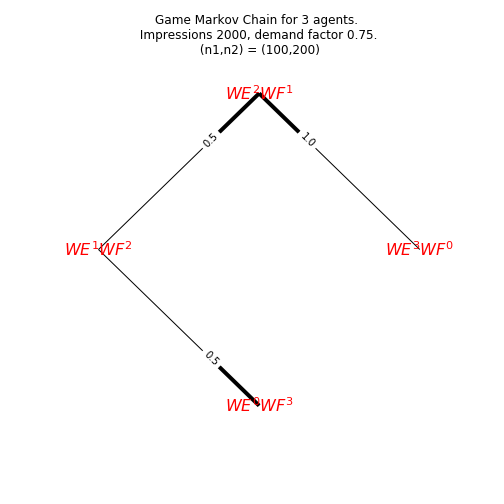 Game Markov Chain for 3 agents.
Impressions 2000, demand factor 0.75.
(n1,n2) = (100,200)
WE²WF¹
0.5
1.0
WE¹WF²
WE³WF⁰
0.5
WE⁰WF³